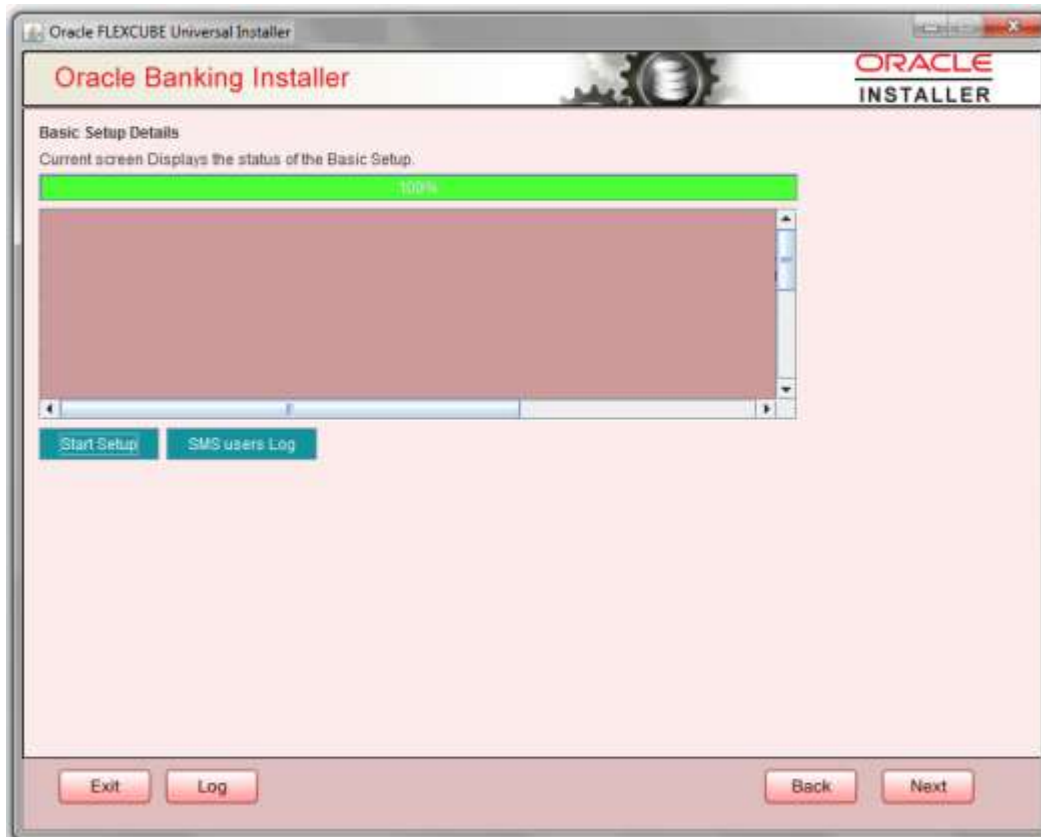 Oracle FLEXCUBE Universal Installer
Oracle Banking Installer
ORACLE
INSTALLER
Basic Setup Details
Current screen Displays the status of the Basic Setup.
100%
Start Setup SMS users Log
Exit Log Back Next